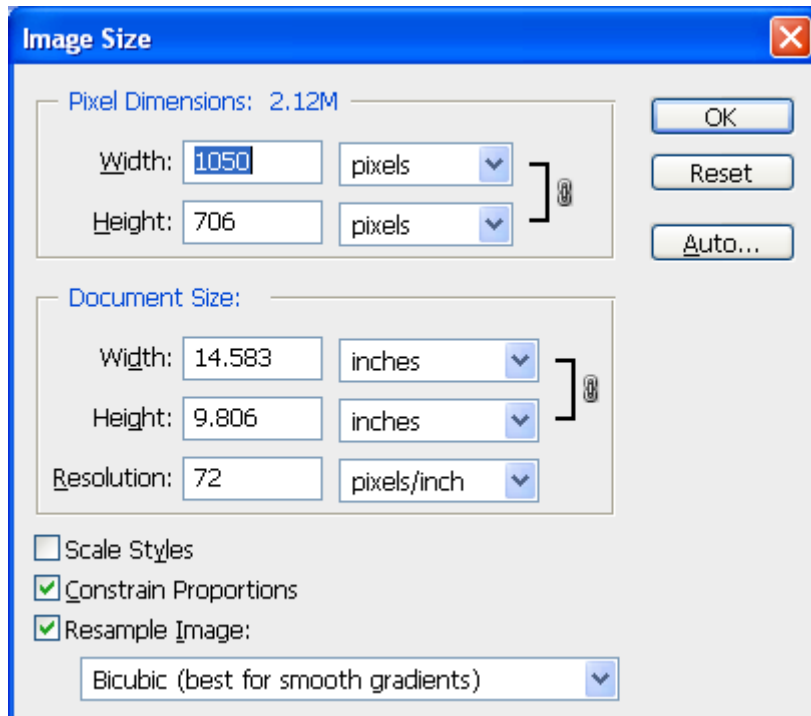 Image Size
Pixel Dimensions: 2.12M
OK
Width: 1050 pixels
Reset
Height: 706 pixels
Auto...
Document Size:
Width: 14.583 inches
Height: 9.806 inches
Resolution: 72 pixels/inch
Scale Styles
Constrain Proportions
Resample Image:
Bicubic (best for smooth gradients)